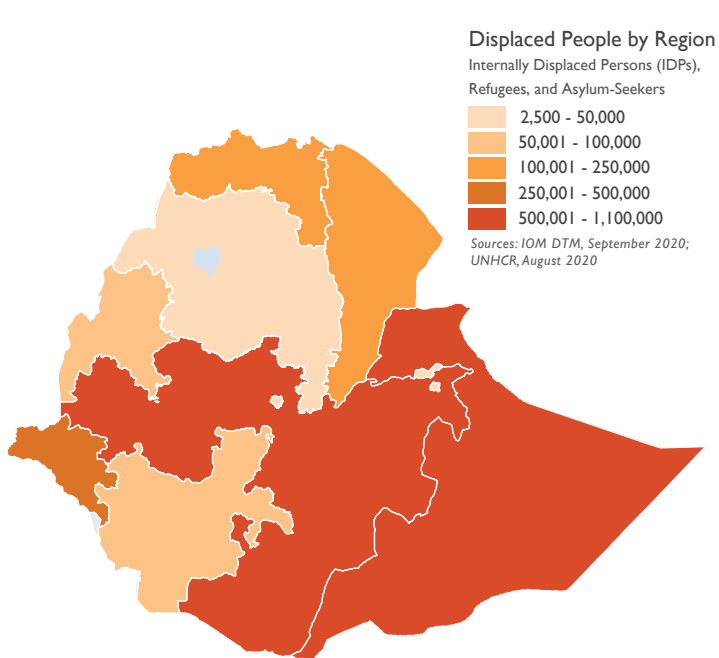 Displaced People by Region
Internally Displaced Persons (IDPs),
Refugees, and Asylum-Seekers
2,500 - 50,000
50,001 - 100,000
100,001 - 250,000
250,001 - 500,000
500,001 - 1,100,000
Sources: IOM DTM, September 2020;
UNHCR, August 2020